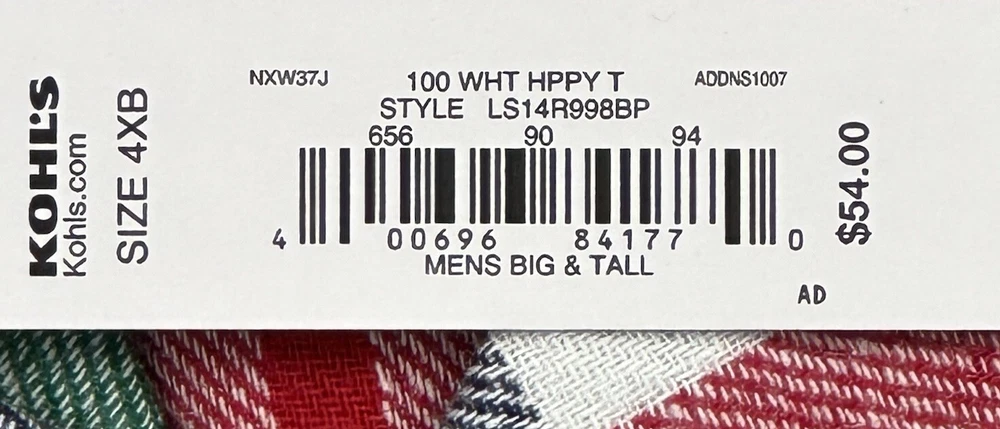 KOHL'S
Kohls.com
SIZE 4XB
NXW37J
100 WHT HPPY T
ADDNS1007
STYLE LS14R998BP
656 90 94
4 00696 84177 0
MENS BIG & TALL
$54.00
AD